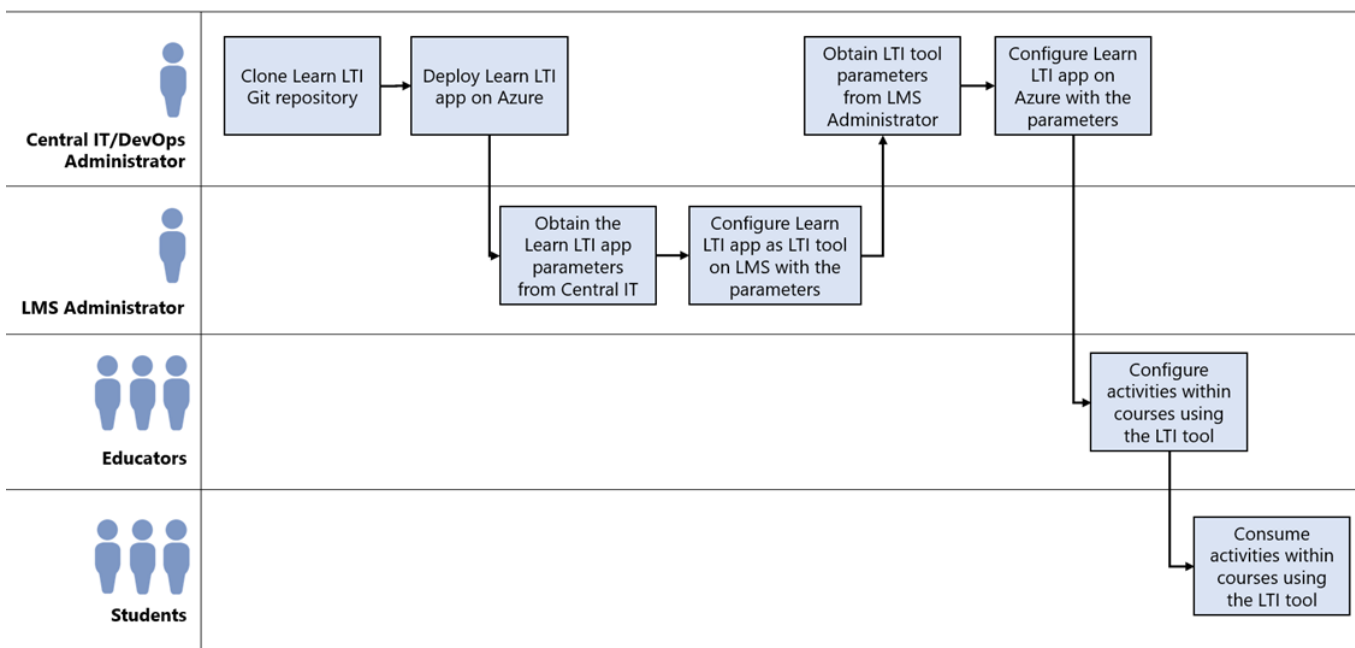 Clone Learn LTI
Git repository
Deploy Learn LTI
app on Azure
Obtain LTI tool
parameters
from LMS
Administrator
Configure Learn
LTI app on
Azure with the
parameters
Central IT/DevOps
Administrator
Obtain the
Learn LTI app
parameters
from Central IT
Configure Learn
LTI app as LTI tool
on LMS with the
parameters
LMS Administrator
Configure
activities within
courses using
the LTI tool
Educators
Consume
activities within
courses using
the LTI tool
Students